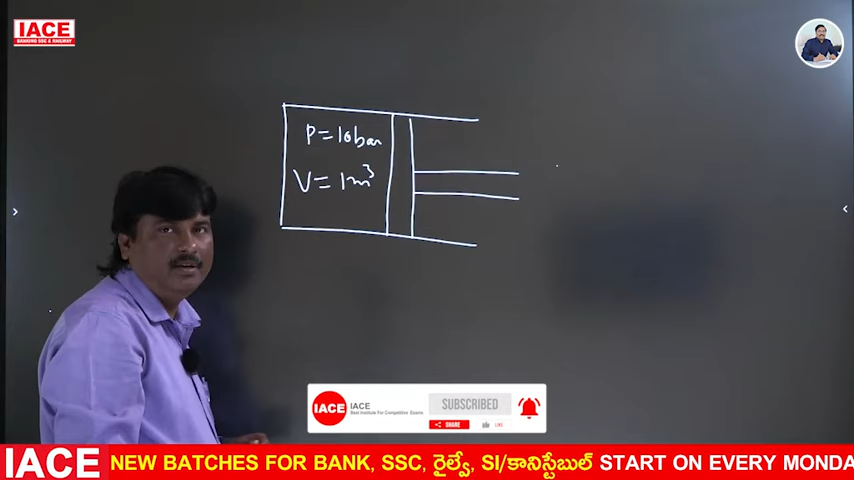 IACE
BANKING SSC & RAILWAY
P=10bar
V=1m³
IACE
IACE
Best Institute For Competitive Exams
SUBSCRIBED
SHARE
LIKE
IACE
NEW BATCHES FOR BANK, SSC, రైల్వే, SI/కానిస్టేబుల్ START ON EVERY MONDA